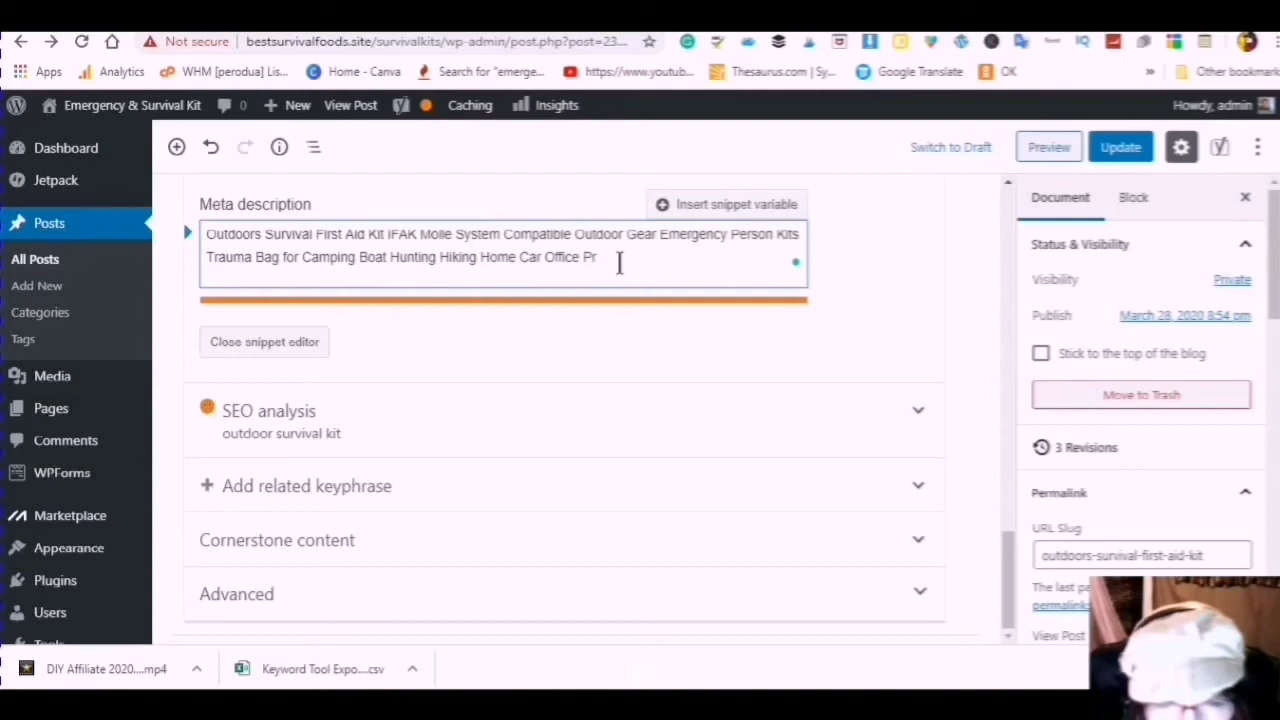 Not secure
bestsurvivalfoods.site/survivalkits/wp-admin/post.php?post=23...
Apps
Analytics
WHM [perodua] Lis...
Home - Canva
Search for "emerge...
https://www.youtub...
Thesaurus.com | Sy...
Google Translate
OK
»
Other bookmark
Emergency & Survival Kit
0
New
View Post
Caching
Insights
Howdy, admin
Dashboard
Jetpack
Posts
All Posts
Add New
Categories
Tags
Media
Pages
Comments
WPForms
Marketplace
Appearance
Plugins
Users
Tools
Switch to Draft
Preview
Update
Meta description
Insert snippet variable
Outdoors Survival First Aid Kit IFAK Molle System Compatible Outdoor Gear Emergency Person Kits
Trauma Bag for Camping Boat Hunting Hiking Home Car Office Pr
Close snippet editor
SEO analysis
outdoor survival kit
Add related keyphrase
Cornerstone content
Advanced
Document
Block
Status & Visibility
Visibility
Private
Publish
March 28, 2020 8:54 pm
Stick to the top of the blog
Move to Trash
3 Revisions
Permalink
URL Slug
outdoors-survival-first-aid-kit
The last pa
permalink
View Post
DIY Affiliate 2020....mp4
Keyword Tool Expo....csv